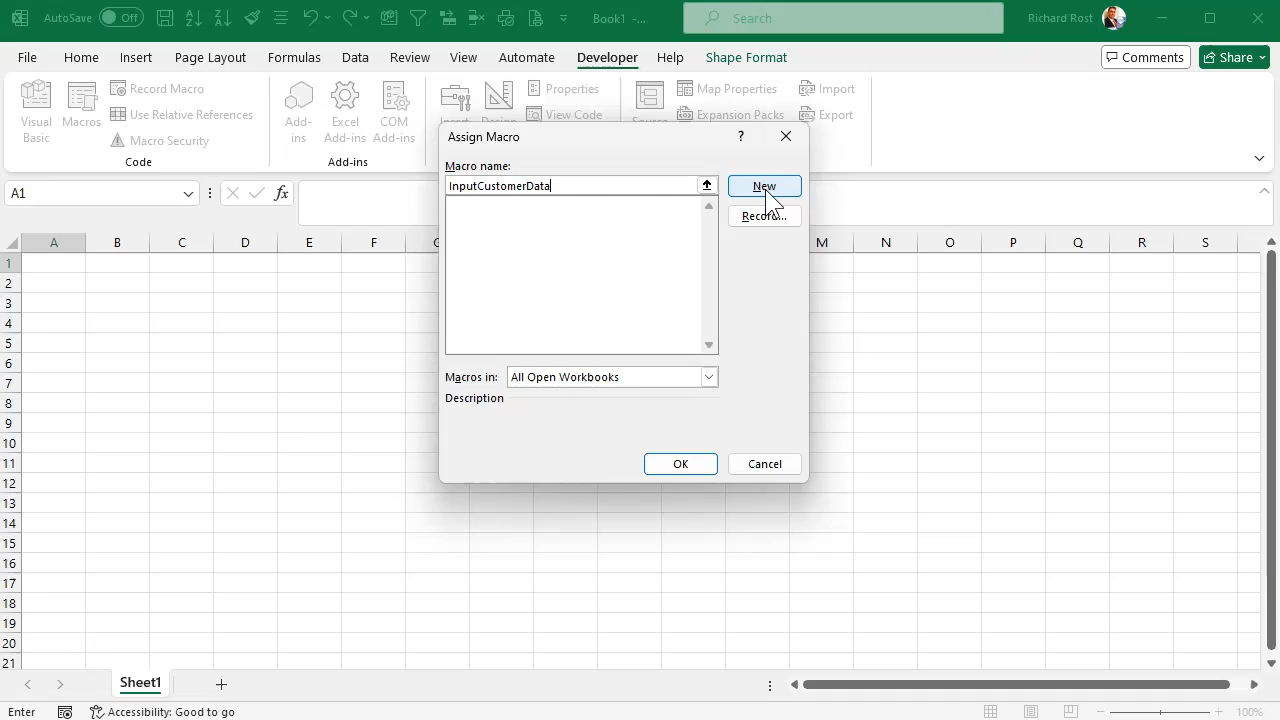 AutoSave Off Book1 -... Search Richard Rost
File Home Insert Page Layout Formulas Data Review View Automate Developer Help Shape Format Comments Share
Visual Basic
Macros
Record Macro
Use Relative References
Macro Security
Code
Add-ins
Excel Add-ins
COM Add-ins
Add-ins
Insert
Design
Properties
View Code
Source
Map Properties
Expansion Packs
Import
Export
Assign Macro ?
Macro name:
InputCustomerData
New
Record...
Macros in: All Open Workbooks
Description
OK Cancel
A1 fx
A B C D E F G M N O P Q R S
1
2
3
4
5
6
7
8
9
10
11
12
13
14
15
16
17
18
19
20
21
Sheet1
Enter Accessibility: Good to go 100%